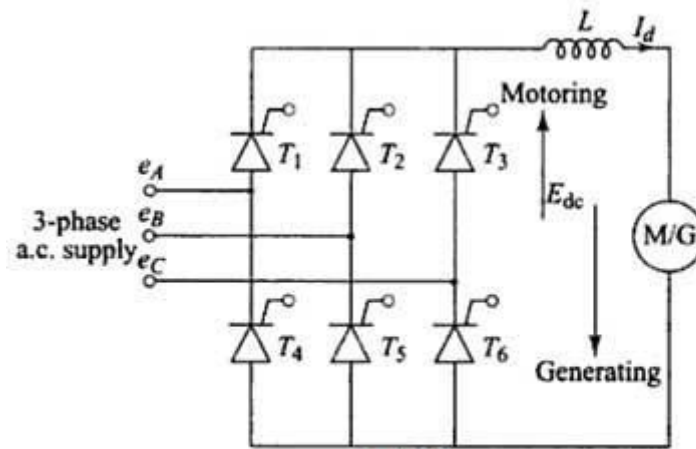 L I_d
Motoring
T_1 T_2 T_3
e_A
3-phase
a.c. supply
e_B
e_C
E_dc
M/G
T_4 T_5 T_6
Generating